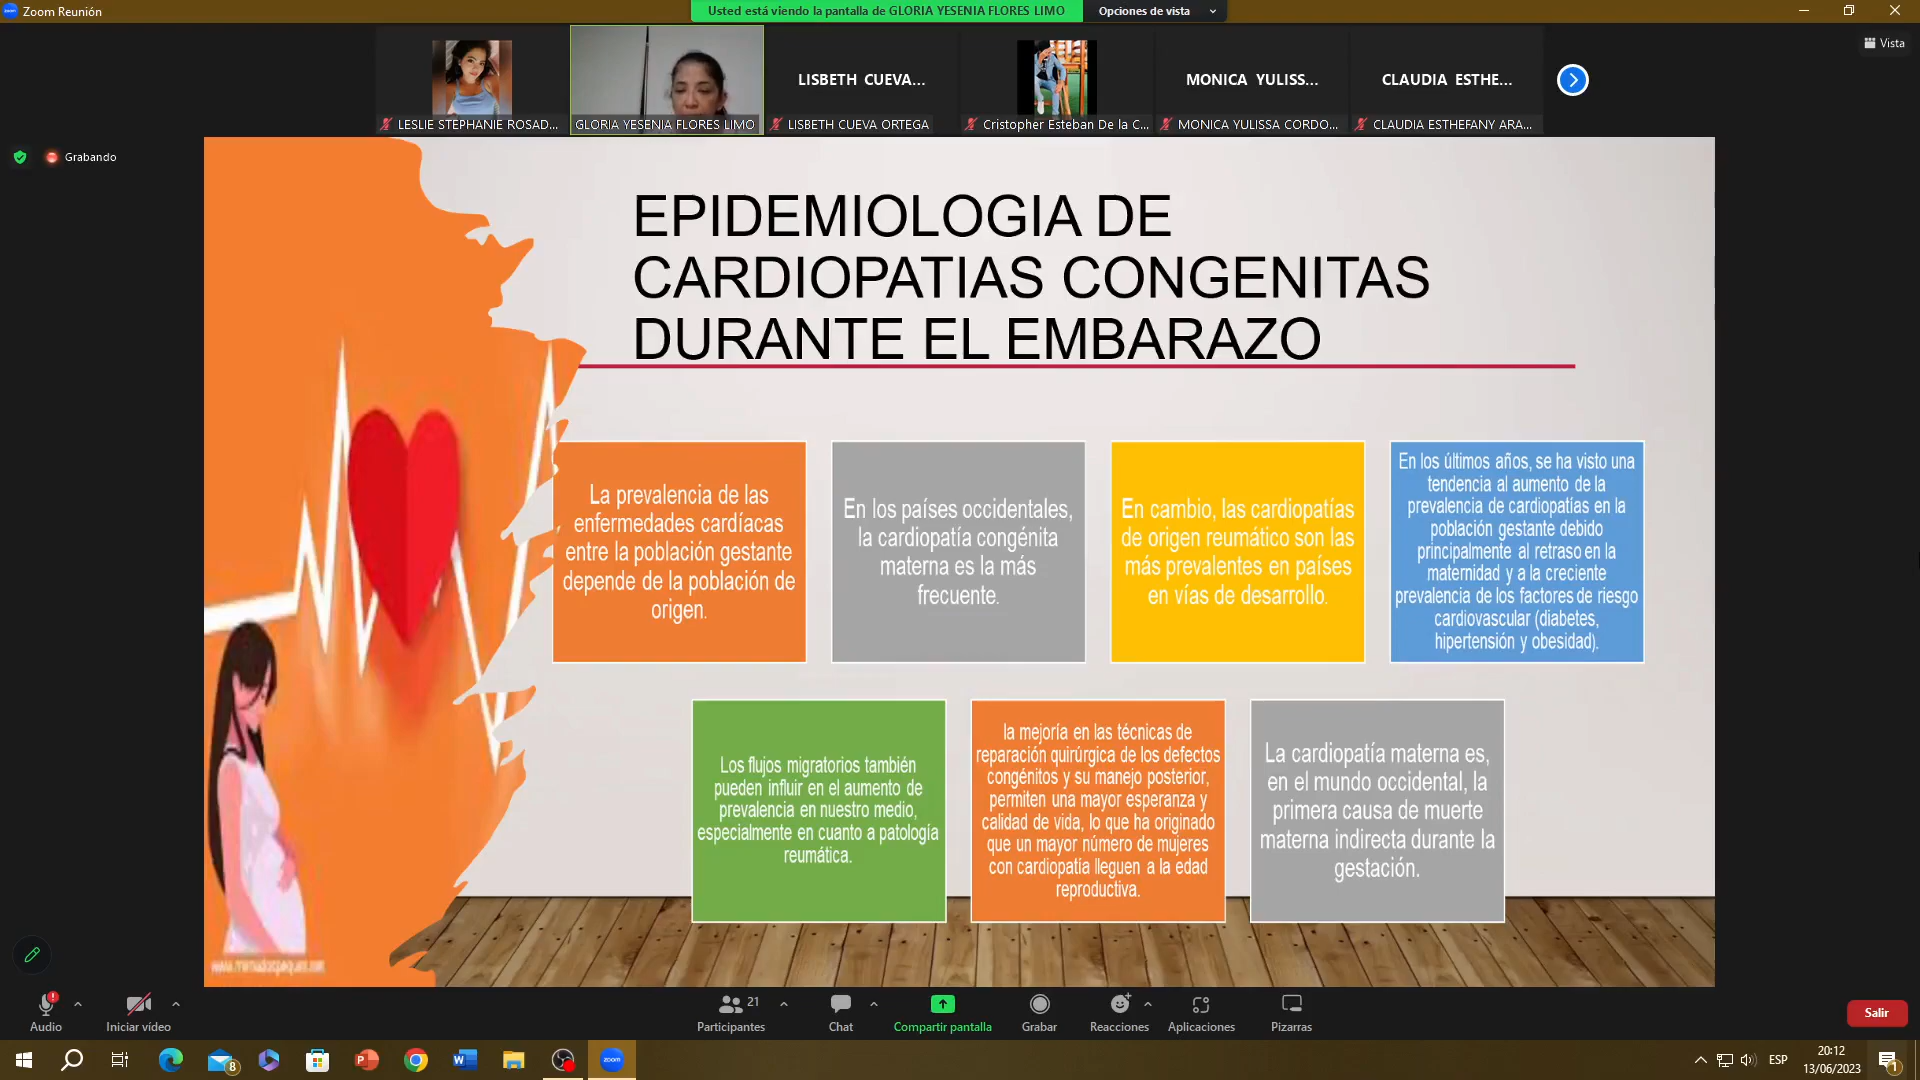 Zoom Reunión
Usted está viendo la pantalla de GLORIA YESENIA FLORES LIMO
Opciones de vista
Vista
LISBETH CUEVA...
MONICA YULISS...
CLAUDIA ESTHE...
LESLIE STEPHANIE ROSAD...
GLORIA YESENIA FLORES LIMO
LISBETH CUEVA ORTEGA
Cristopher Esteban De la C...
MONICA YULISSA CORDO...
CLAUDIA ESTHEFANY ARA...
Grabando
EPIDEMIOLOGIA DE
CARDIOPATIAS CONGENITAS
DURANTE EL EMBARAZO
La prevalencia de las
enfermedades cardíacas
entre la población gestante
depende de la población de
origen.
En los países occidentales,
la cardiopatía congénita
materna es la más
frecuente.
En cambio, las cardiopatías
de origen reumático son las
más prevalentes en países
en vías de desarrollo.
En los últimos años, se ha visto una
tendencia al aumento de la
prevalencia de cardiopatías en la
población gestante debido
principalmente al retraso en la
maternidad y a la creciente
prevalencia de los factores de riesgo
cardiovascular (diabetes,
hipertensión y obesidad).
Los flujos migratorios también
pueden influir en el aumento de
prevalencia en nuestro medio,
especialmente en cuanto a patología
reumática.
la mejoría en las técnicas de
reparación quirúrgica de los defectos
congénitos y su manejo posterior,
permiten una mayor esperanza y
calidad de vida, lo que ha originado
que un mayor número de mujeres
con cardiopatía lleguen a la edad
reproductiva.
La cardiopatía materna es,
en el mundo occidental, la
primera causa de muerte
materna indirecta durante la
gestación.
Audio
Iniciar vídeo
21
Participantes
Chat
Compartir pantalla
Grabar
Reacciones
Aplicaciones
Pizarras
Salir
8
zoom
ESP
20:12
13/06/2023
1